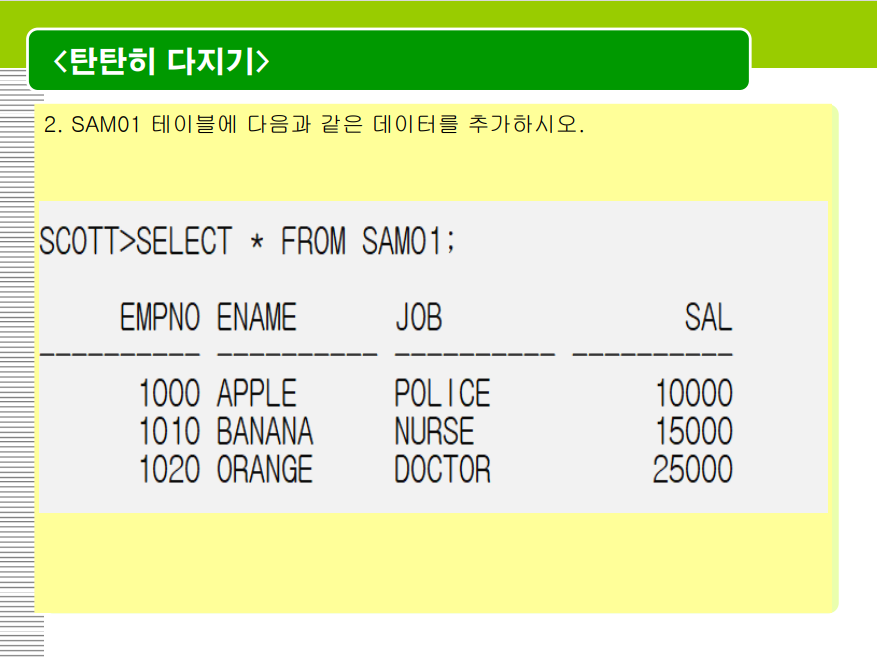 <탄탄히 다지기>
2. SAM01 테이블에 다음과 같은 데이터를 추가하시오.
SCOTT>SELECT * FROM SAM01;
EMPNO ENAME JOB SAL
---------- ---------- ---------- ----------
1000 APPLE POLICE 10000
1010 BANANA NURSE 15000
1020 ORANGE DOCTOR 25000